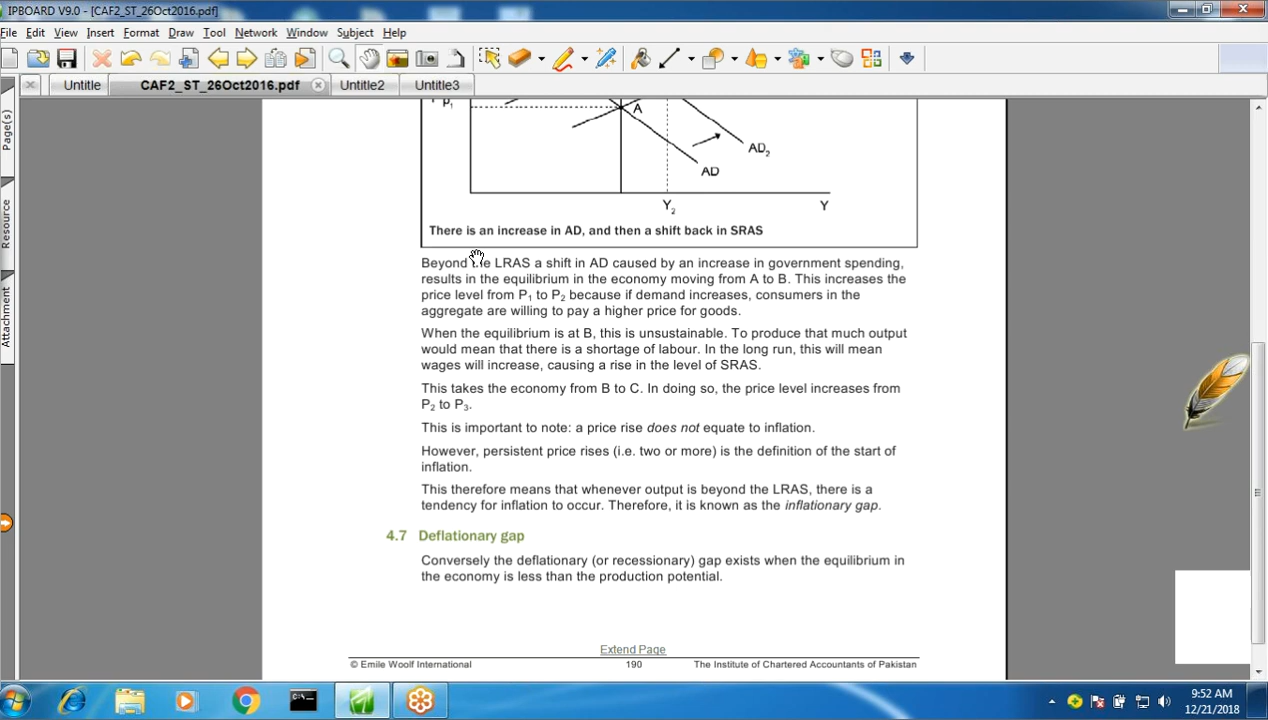 IPBOARD V9.0 - [CAF2_ST_26Oct2016.pdf]
File Edit View Insert Format Draw Tool Network Window Subject Help
Untitle CAF2_ST_26Oct2016.pdf Untitle2 Untitle3
Page(s)
Resource
Attachment
P1
A
AD2
AD
Y2
Y
There is an increase in AD, and then a shift back in SRAS
Beyond the LRAS a shift in AD caused by an increase in government spending,
results in the equilibrium in the economy moving from A to B. This increases the
price level from P1 to P2 because if demand increases, consumers in the
aggregate are willing to pay a higher price for goods.
When the equilibrium is at B, this is unsustainable. To produce that much output
would mean that there is a shortage of labour. In the long run, this will mean
wages will increase, causing a rise in the level of SRAS.
This takes the economy from B to C. In doing so, the price level increases from
P2 to P3.
This is important to note: a price rise does not equate to inflation.
However, persistent price rises (i.e. two or more) is the definition of the start of
inflation.
This therefore means that whenever output is beyond the LRAS, there is a
tendency for inflation to occur. Therefore, it is known as the inflationary gap.
4.7 Deflationary gap
Conversely the deflationary (or recessionary) gap exists when the equilibrium in
the economy is less than the production potential.
Extend Page
© Emile Woolf International 190 The Institute of Chartered Accountants of Pakistan
9:52 AM
12/21/2018